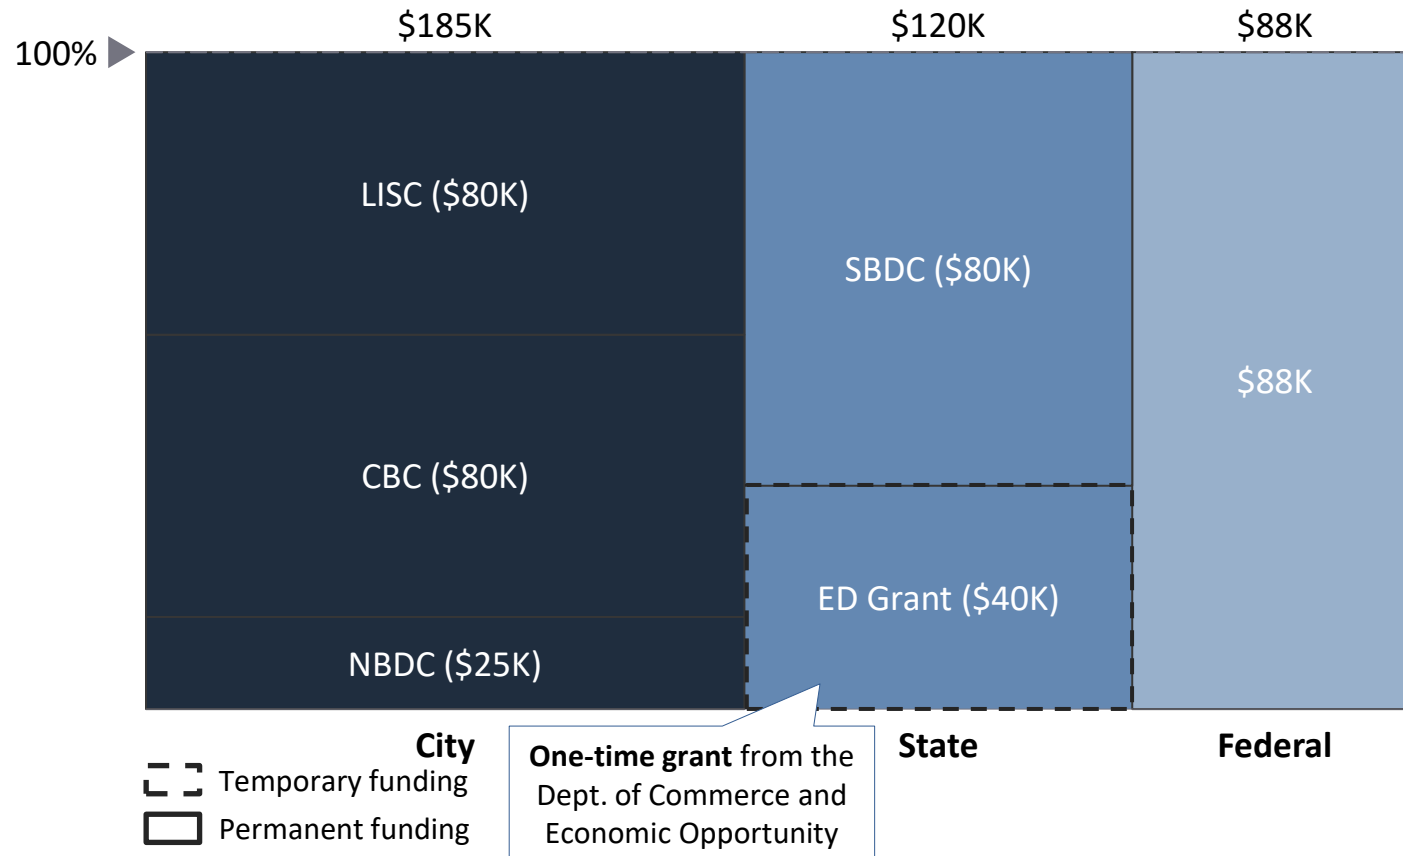 $185K
$120K
$88K
100%
LISC ($80K)
SBDC ($80K)
$88K
CBC ($80K)
ED Grant ($40K)
NBDC ($25K)
City
State
Federal
One-time grant from the
Dept. of Commerce and
Economic Opportunity
Temporary funding
Permanent funding